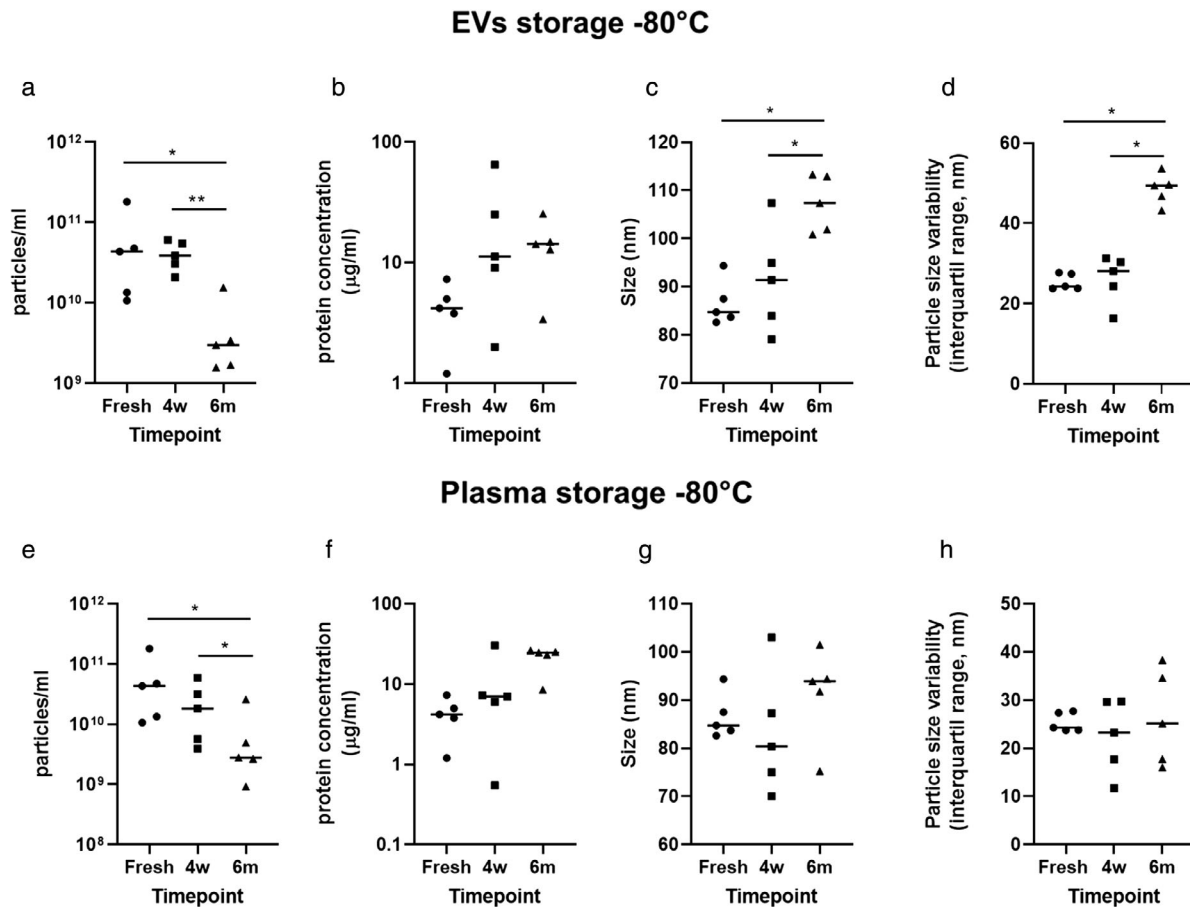 EVs storage -80°C
a
b
c
d
particles/ml
10¹²
10¹¹
10¹⁰
10⁹
*
**
Fresh 4w 6m
Timepoint
protein concentration
(µg/ml)
100
10
1
Fresh 4w 6m
Timepoint
Size (nm)
120
110
100
90
80
70
*
*
Fresh 4w 6m
Timepoint
Particle size variability
(interquartil range, nm)
60
40
20
0
*
*
Fresh 4w 6m
Timepoint
Plasma storage -80°C
e
f
g
h
particles/ml
10¹²
10¹¹
10¹⁰
10⁹
10⁸
*
*
Fresh 4w 6m
Timepoint
protein concentration
(µg/ml)
100
10
1
0.1
Fresh 4w 6m
Timepoint
Size (nm)
110
100
90
80
70
60
Fresh 4w 6m
Timepoint
Particle size variability
(interquartil range, nm)
50
40
30
20
10
0
Fresh 4w 6m
Timepoint